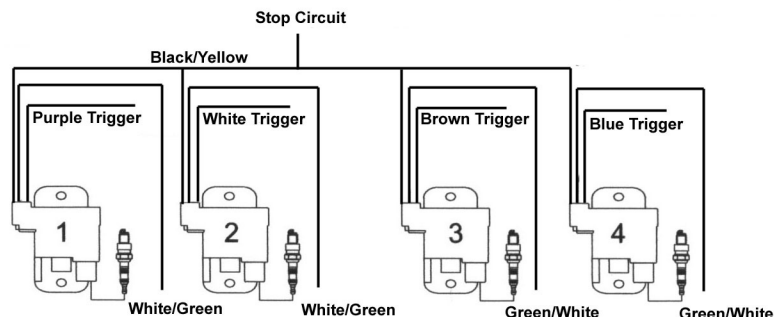 Stop Circuit
Black/Yellow
Purple Trigger
White Trigger
Brown Trigger
Blue Trigger
1
2
3
4
White/Green
White/Green
Green/White
Green/White